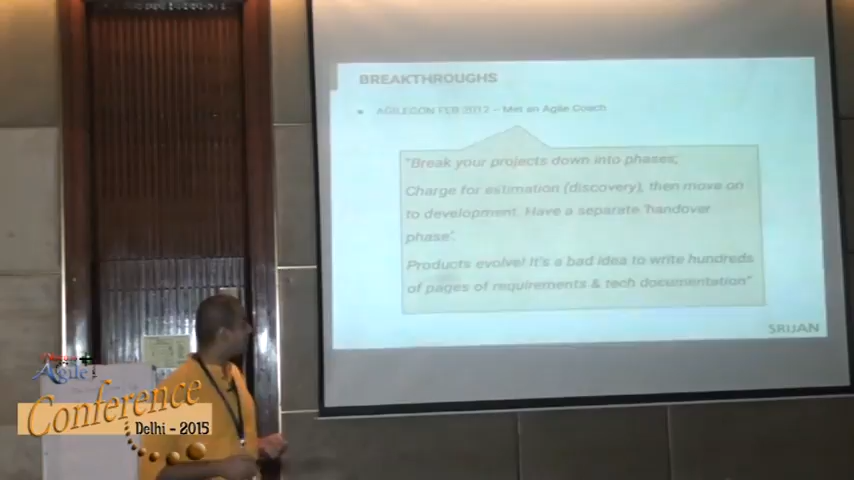 BREAKTHROUGHS
AGILECON FEB 2012 – Met an Agile Coach
"Break your projects down into phases;
Charge for estimation (discovery), then move on
to development. Have a separate 'handover
phase'.
Products evolve! It's a bad idea to write hundreds
of pages of requirements & tech documentation"
SRIJAN
Agile
Conference
Delhi - 2015